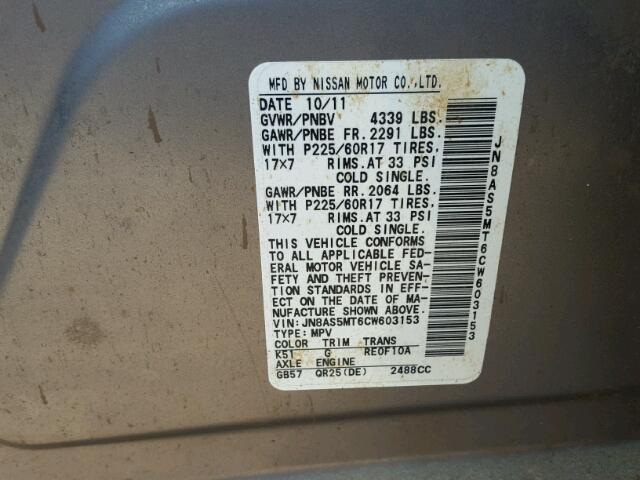 MFD BY NISSAN MOTOR CO.,LTD.
DATE 10/11
GVWR/PNBV 4339 LBS.
GAWR/PNBE FR. 2291 LBS.
WITH P225/60R17 TIRES,
17X7 RIMS.AT 33 PSI
COLD SINGLE.
GAWR/PNBE RR. 2064 LBS.
WITH P225/60R17 TIRES,
17X7 RIMS.AT 33 PSI
COLD SINGLE.
THIS VEHICLE CONFORMS
TO ALL APPLICABLE FED-
ERAL MOTOR VEHICLE SA-
FETY AND THEFT PREVEN-
TION STANDARDS IN EFF-
ECT ON THE DATE OF MA-
NUFACTURE SHOWN ABOVE.
VIN:JN8AS5MT6CW603153
TYPE:MPV
COLOR TRIM TRANS
K51 G RE0F10A
AXLE ENGINE
GB57 QR25(DE) 2488CC
JN8AS5MT6CW603153